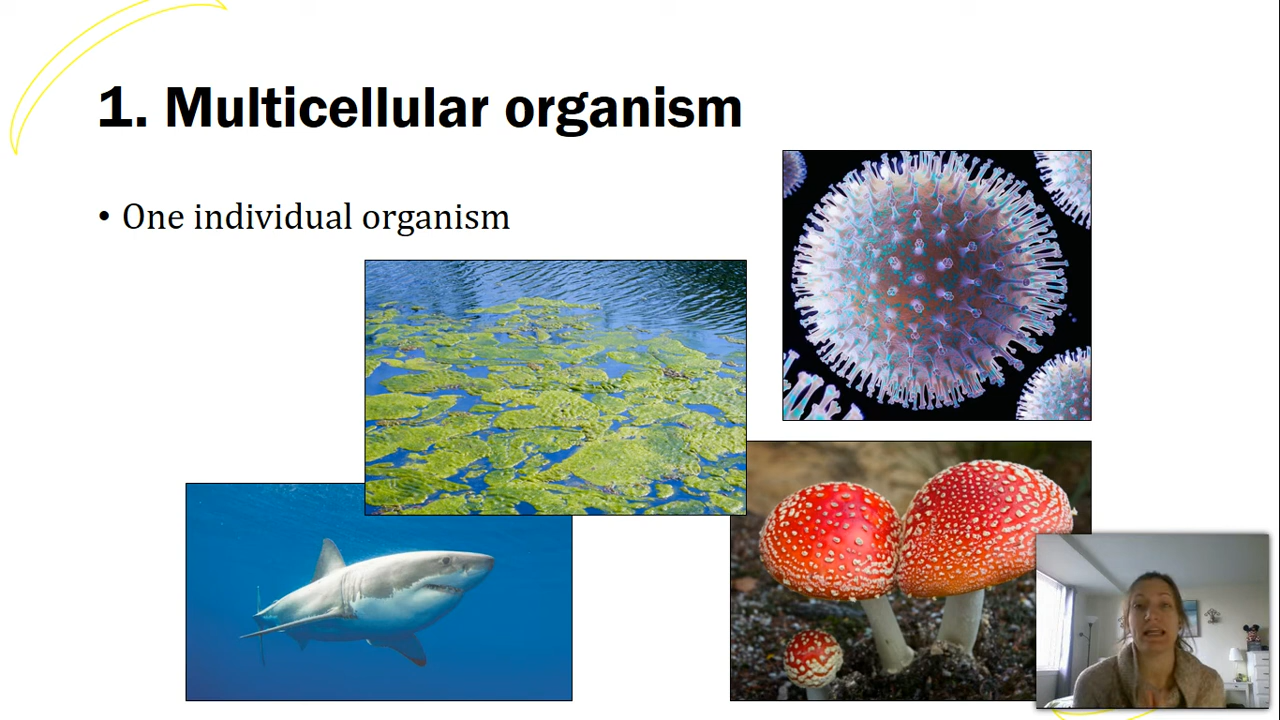 1. Multicellular organism
• One individual organism